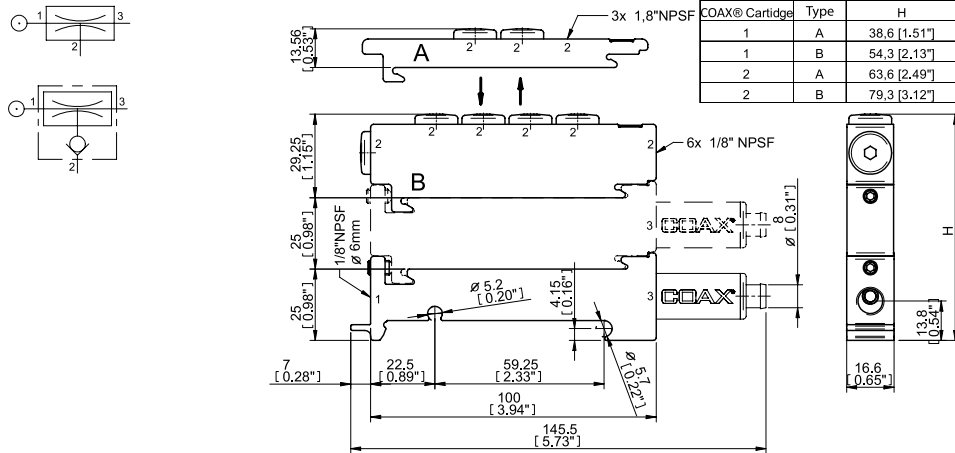 1 3
2
1 3
2
13,56
[0.53"]
A
2 2 2
3x 1,8"NPSF
COAX® Cartidge Type H
1 A 38,6 [1.51"]
1 B 54,3 [2.13"]
2 A 63,6 [2.49"]
2 B 79,3 [3.12"]
2 2 2 2
29.25
[ 1.15"]
2
2
6x 1/8" NPSF
B
25
[ 0.98"]
1/8"NPSF
ø 6mm
3 COAX®
8
ø [ 0.31"]
25
[ 0.98"]
1
ø 5.2
[ 0.20"]
4.15
[ 0.16"]
3 COAX®
H
13.8
[ 0.54"]
7
[ 0.28"]
22.5
[ 0.89"]
59.25
[ 2.33"]
ø 5.7
[ 0.22"]
16.6
[ 0.65"]
100
[ 3.94"]
145.5
[ 5.73"]